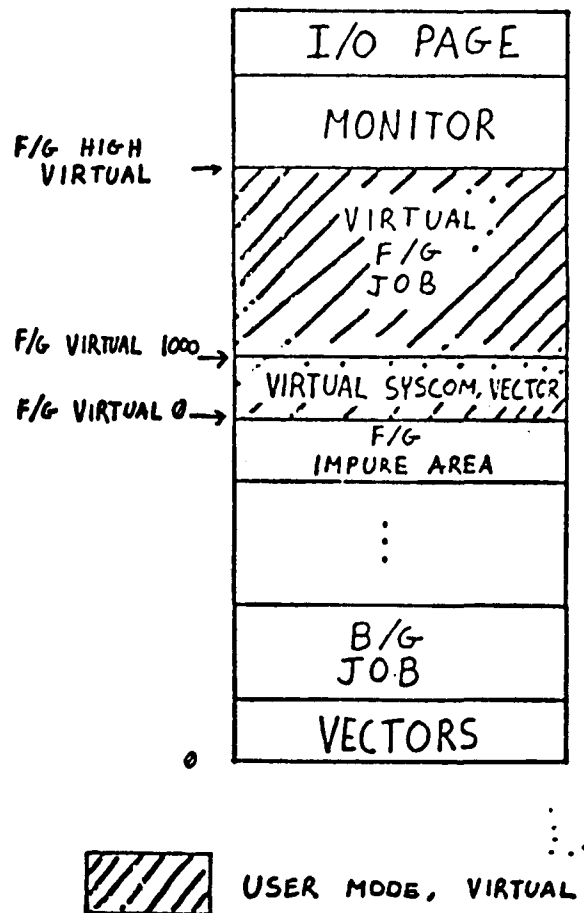 I/O PAGE
MONITOR
F/G HIGH
VIRTUAL
VIRTUAL
F/G
JOB
F/G VIRTUAL 1000
VIRTUAL SYSCOM, VECTOR
F/G VIRTUAL 0
F/G
IMPURE AREA
B/G
JOB
VECTORS
0
USER MODE, VIRTUAL